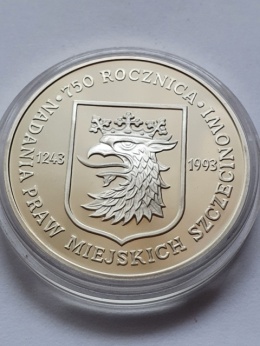 · 750 ROCZNICA · NADANIA PRAW MIEJSKICH SZCZECINOWI
1243
1993